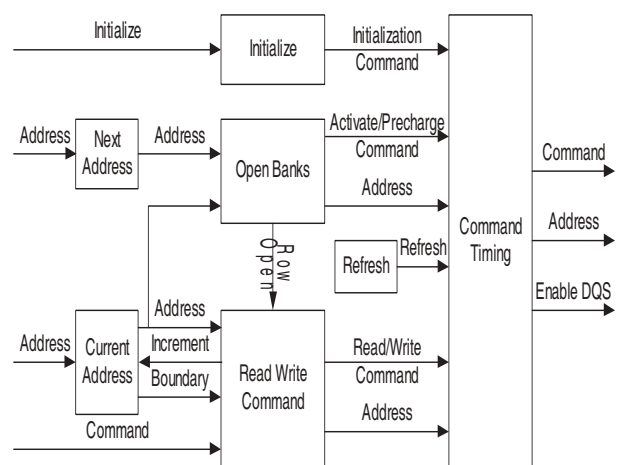 Initialize
Initialize
Initialization
Command
Address
Next
Address
Address
Open Banks
Activate/Precharge
Command
Address
Row
Open
Refresh
Refresh
Command
Timing
Command
Address
Enable DQS
Address
Current
Address
Address
Increment
Boundary
Command
Read Write
Command
Read/Write
Command
Address